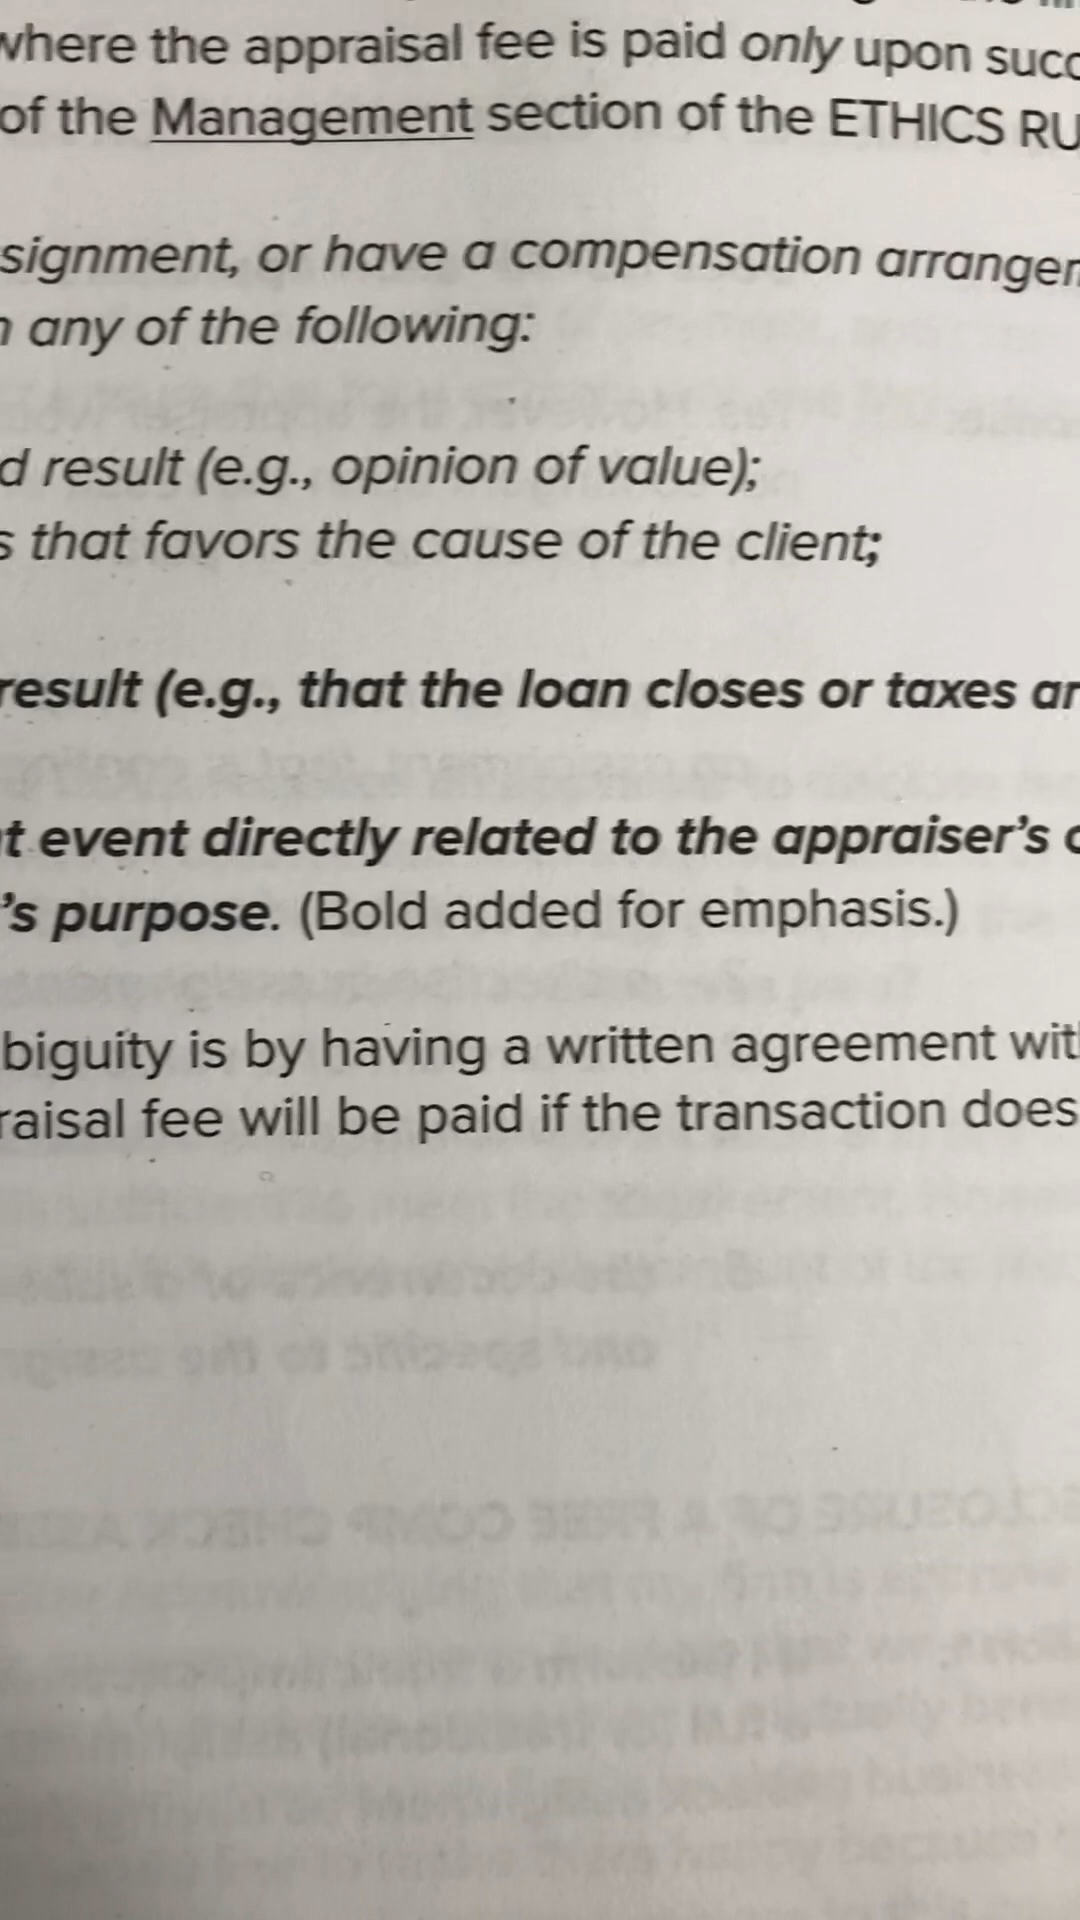 where the appraisal fee is paid only upon succ
of the Management section of the ETHICS RU
signment, or have a compensation arrangem
n any of the following:
d result (e.g., opinion of value);
s that favors the cause of the client;
result (e.g., that the loan closes or taxes ar
t event directly related to the appraiser's o
's purpose. (Bold added for emphasis.)
biguity is by having a written agreement with
raisal fee will be paid if the transaction does